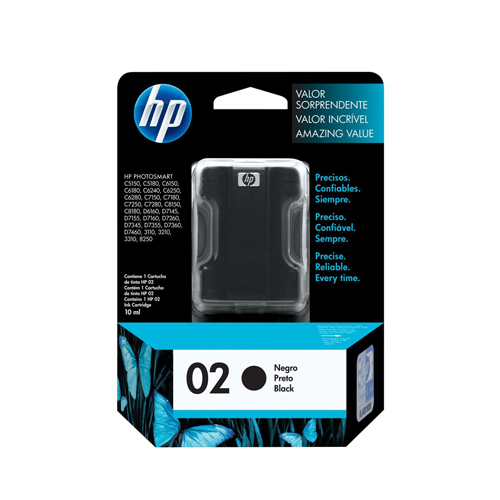 hp
VALOR
SORPRENDENTE
VALOR INCRÍVEL
AMAZING VALUE
hp
HP PHOTOSMART
C5150, C5180, C6150,
C6180, C6240, C6250,
C6280, C7150, C7180,
C7250, C7280, C8150,
C8180, D6160, D7145,
D7155, D7160, D7260,
D7345, D7355, D7360,
D7460, 3110, 3210,
3310, 8250
Precisos.
Confiables.
Siempre.
Preciso.
Confiável.
Sempre.
Precise.
Reliable.
Every time.
Contiene 1 Cartucho
de tinta HP 02
Contém 1 Cartucho
de tinta HP 02
Contains 1 HP 02
Ink Cartridge
10 ml
02
Negro
Preto
Black